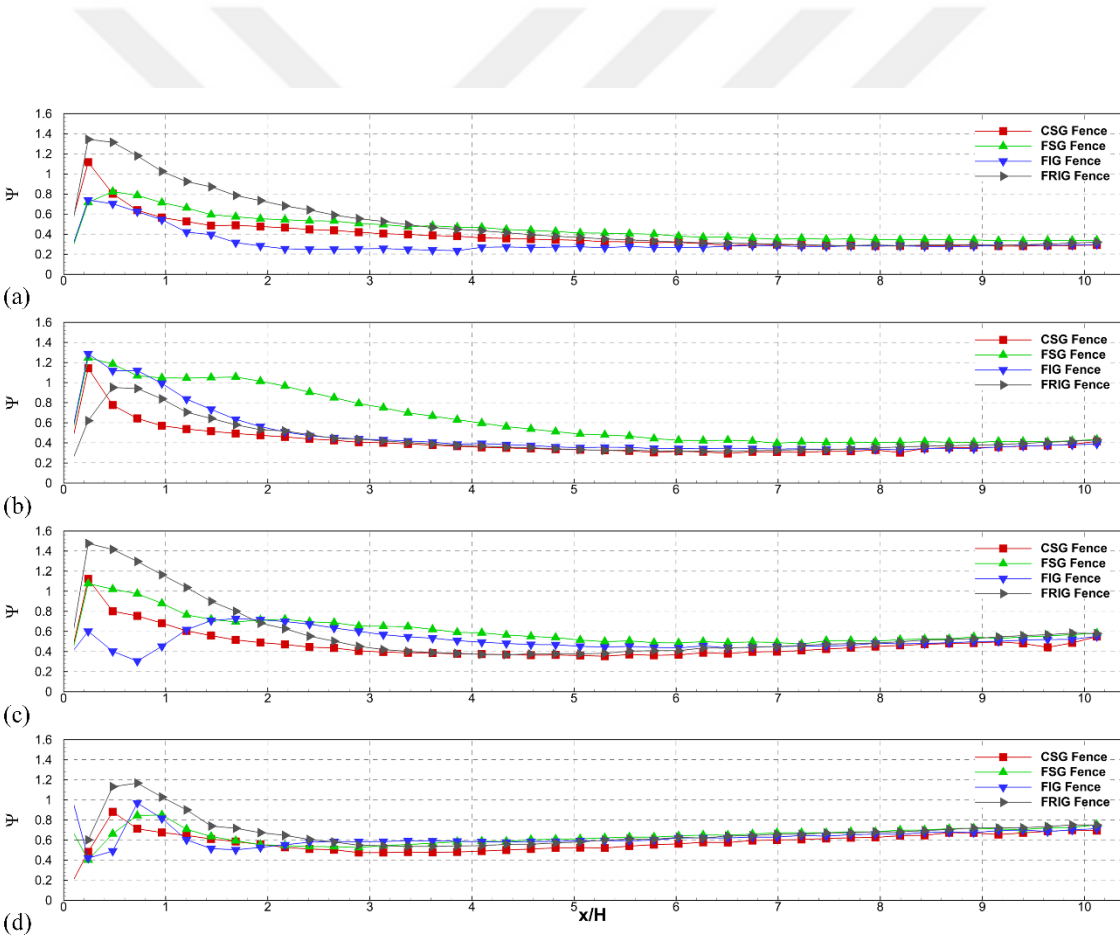 1.6
1.4
1.2
1
0.8
0.6
0.4
0.2
0
Ψ
CSG Fence
FSG Fence
FIG Fence
FRIG Fence
0 1 2 3 4 5 6 7 8 9 10
(a)
1.6
1.4
1.2
1
0.8
0.6
0.4
0.2
0
Ψ
CSG Fence
FSG Fence
FIG Fence
FRIG Fence
0 1 2 3 4 5 6 7 8 9 10
(b)
1.6
1.4
1.2
1
0.8
0.6
0.4
0.2
0
Ψ
CSG Fence
FSG Fence
FIG Fence
FRIG Fence
0 1 2 3 4 5 6 7 8 9 10
(c)
1.6
1.4
1.2
1
0.8
0.6
0.4
0.2
0
Ψ
CSG Fence
FSG Fence
FIG Fence
FRIG Fence
0 1 2 3 4 5 6 7 8 9 10
x/H
(d)